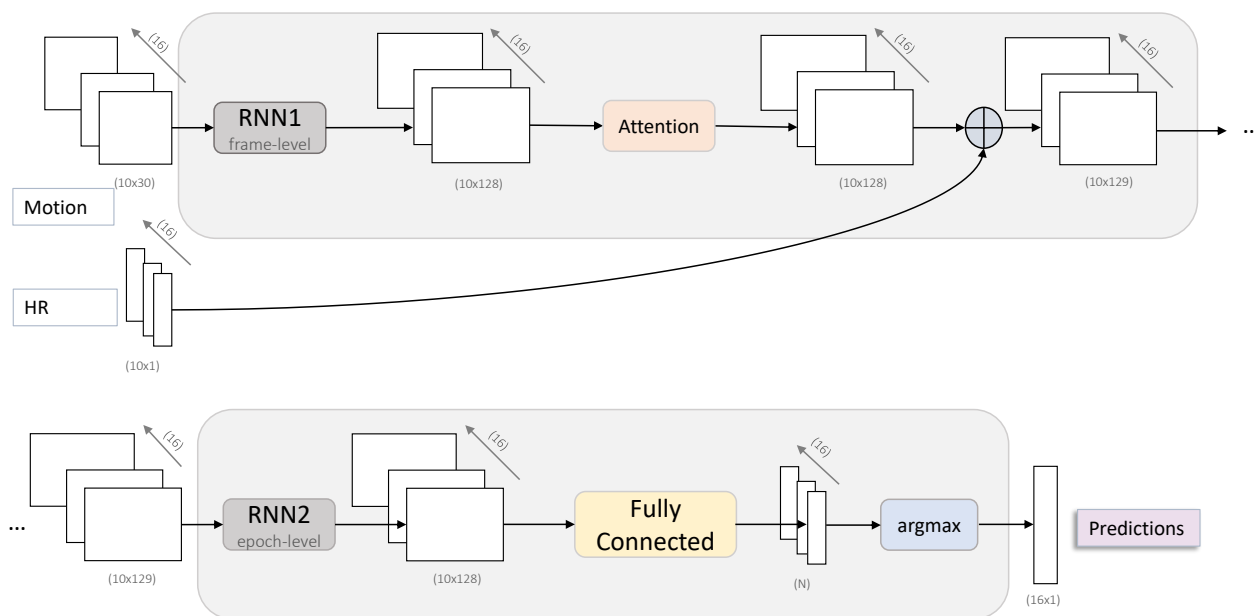 (16)
(16)
(16)
(16)
RNN1
frame-level
Attention
...
(10x30)
(10x128)
(10x128)
(10x129)
Motion
(16)
HR
(10x1)
(16)
(16)
(16)
...
RNN2
epoch-level
Fully
Connected
argmax
Predictions
(10x129)
(10x128)
(N)
(16x1)